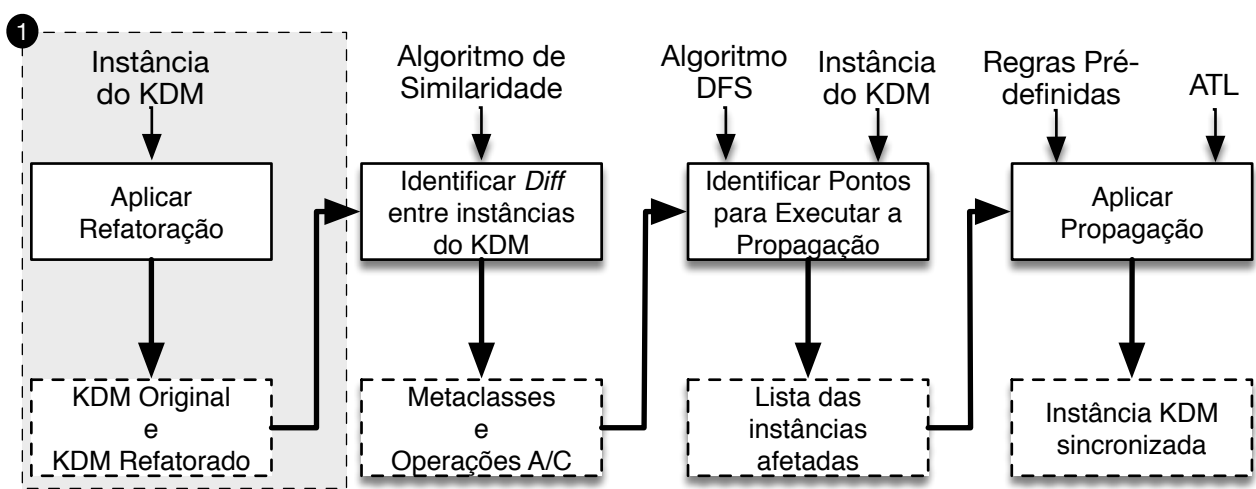 1
Instância
do KDM
Algoritmo de
Similaridade
Algoritmo
DFS
Instância
do KDM
Regras Pré-
definidas
ATL
Aplicar
Refatoração
Identificar Diff
entre instâncias
do KDM
Identificar Pontos
para Executar a
Propagação
Aplicar
Propagação
KDM Original
e
KDM Refatorado
Metaclasses
e
Operações A/C
Lista das
instâncias
afetadas
Instância KDM
sincronizada